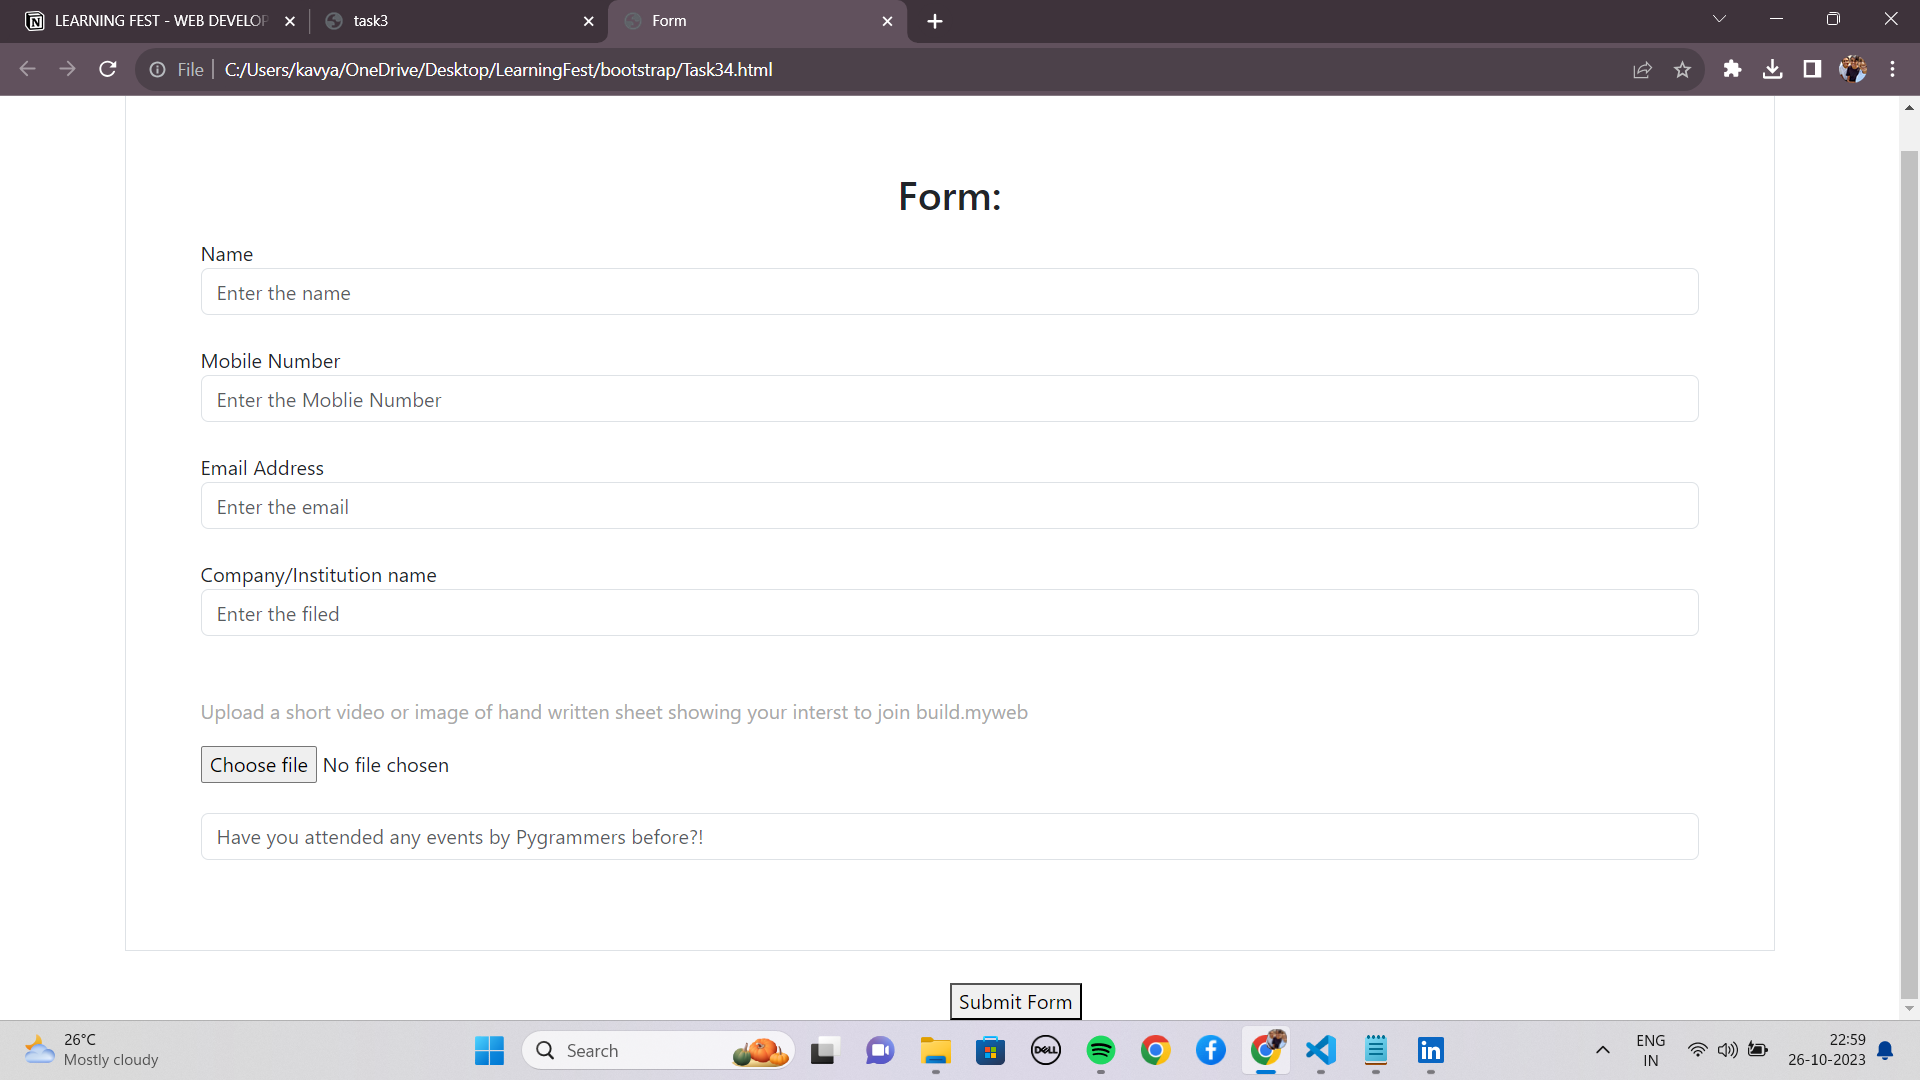 LEARNING FEST - WEB DEVELOP
task3
Form
File
C:/Users/kavya/OneDrive/Desktop/LearningFest/bootstrap/Task34.html
Form:
Name
Enter the name
Mobile Number
Enter the Moblie Number
Email Address
Enter the email
Company/Institution name
Enter the filed
Upload a short video or image of hand written sheet showing your interst to join build.myweb
Choose file No file chosen
Have you attended any events by Pygrammers before?!
Submit Form
26°C
Mostly cloudy
Search
DELL
in
ENG
IN
22:59
26-10-2023